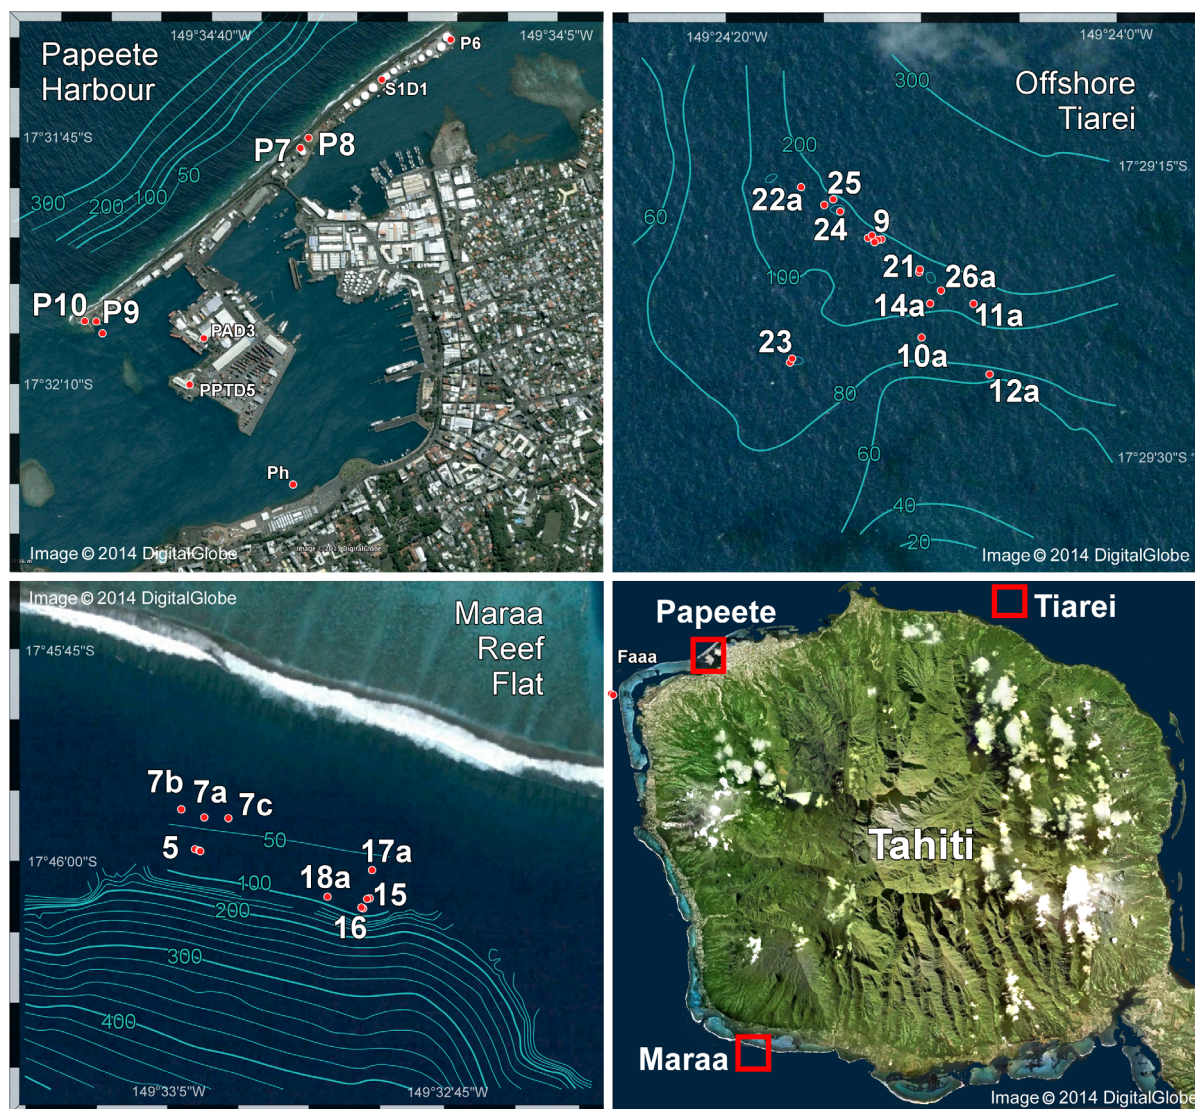 149°34'40"W
149°34'5"W
Papeete
Harbour
P6
S1D1
17°31'45"S
P7
P8
50
100
200
300
P10
P9
PAD3
17°32'10"S
PPTD5
Ph
Image © 2014 DigitalGlobe
149°24'20"W
149°24'0"W
Offshore
Tiarei
300
200
17°29'15"S
22a
25
24
60
9
21
100
26a
14a
11a
23
10a
80
12a
60
17°29'30"S
40
20
Image © 2014 DigitalGlobe
Image © 2014 DigitalGlobe
Maraa
Reef
Flat
17°45'45"S
7b
7a
7c
5
50
17a
17°46'00"S
100
18a
15
200
16
300
400
149°33'5"W
149°32'45"W
Papeete
Tiarei
Faaa
Tahiti
Maraa
Image © 2014 DigitalGlobe